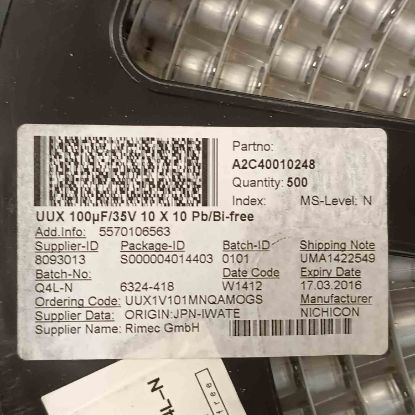 Partno:
A2C40010248
Quantity: 500
Index: MS-Level: N
UUX 100µF/35V 10 X 10 Pb/Bi-free
Add.Info: 5570106563
Supplier-ID Package-ID Batch-ID Shipping Note
8093013 S000004014403 0101 UMA1422549
Batch-No: Date Code Expiry Date
Q4L-N 6324-418 W1412 17.03.2016
Ordering Code: UUX1V101MNQAMOGS Manufacturer
Supplier Data: ORIGIN:JPN-IWATE NICHICON
Supplier Name: Rimec GmbH
4L-N
free